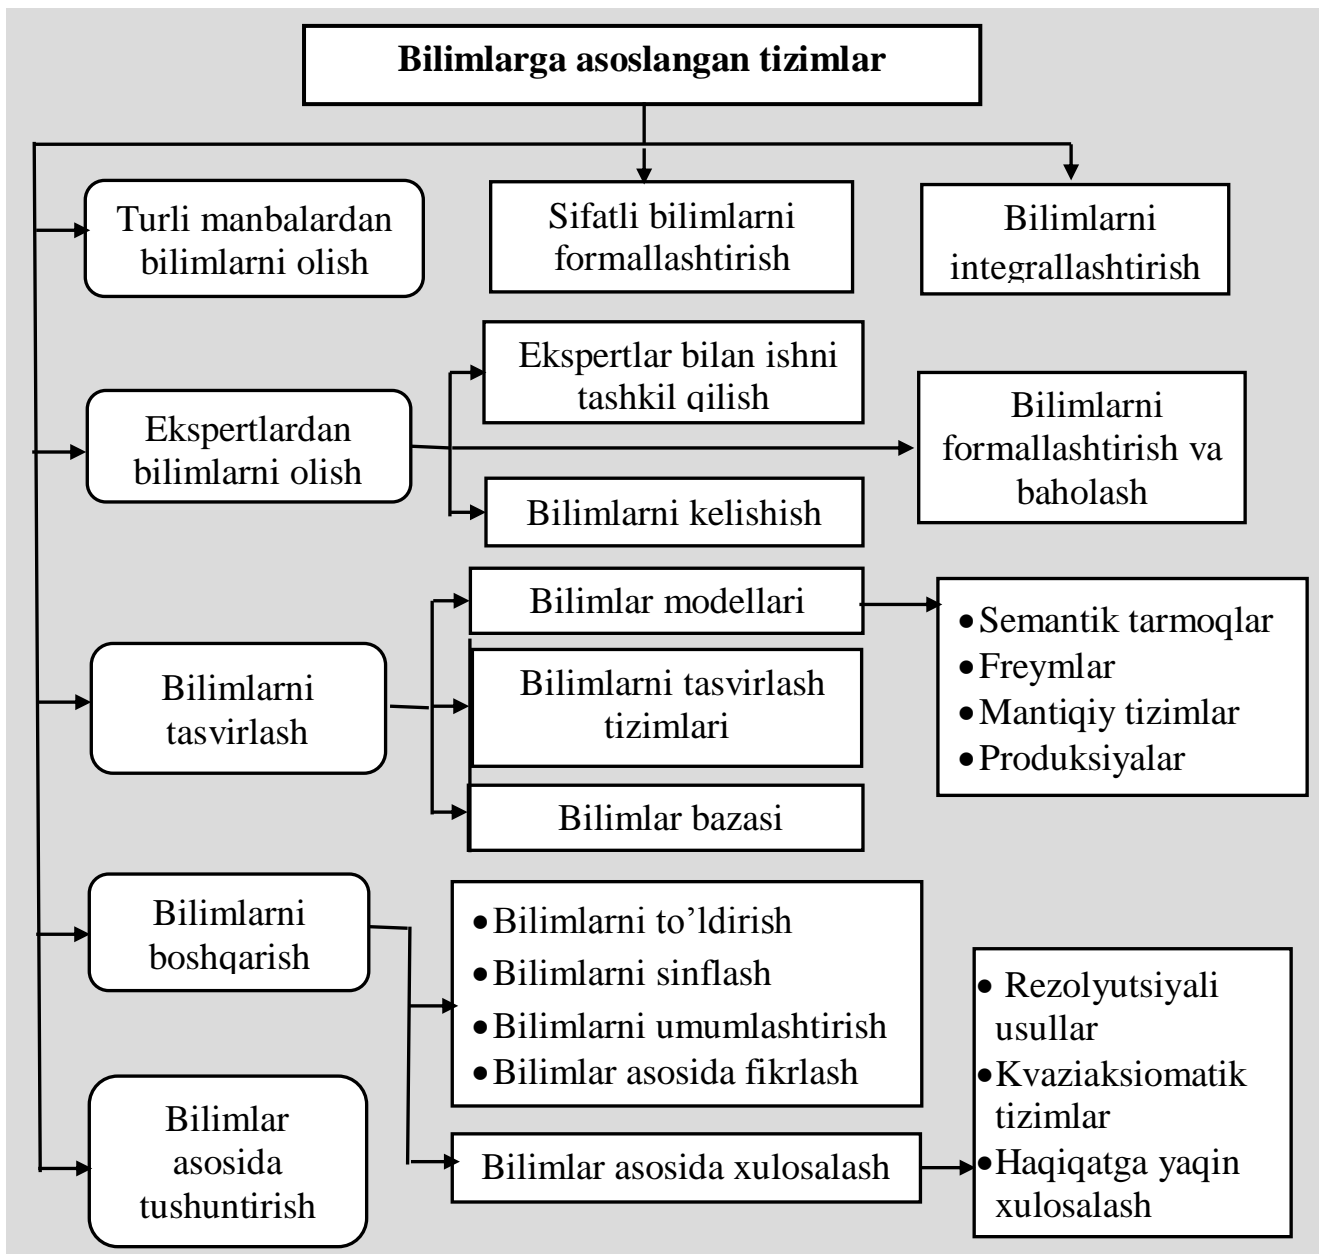 Bilimlarga asoslangan tizimlar
Turli manbalardan
bilimlarni olish
Sifatli bilimlarni
formallashtirish
Bilimlarni
integrallashtirish
Ekspertlardan
bilimlarni olish
Ekspertlar bilan ishni
tashkil qilish
Bilimlarni kelishish
Bilimlarni
formallashtirish va
baholash
Bilimlarni
tasvirlash
Bilimlar modellari
Bilimlarni tasvirlash
tizimlari
Bilimlar bazasi
•Semantik tarmoqlar
•Freymlar
•Mantiqiy tizimlar
•Produksiyalar
Bilimlarni
boshqarish
•Bilimlarni to’ldirish
•Bilimlarni sinflash
•Bilimlarni umumlashtirish
•Bilimlar asosida fikrlash
Bilimlar asosida xulosalash
• Rezolyutsiyali
usullar
•Kvaziaksiomatik
tizimlar
•Haqiqatga yaqin
xulosalash
Bilimlar
asosida
tushuntirish